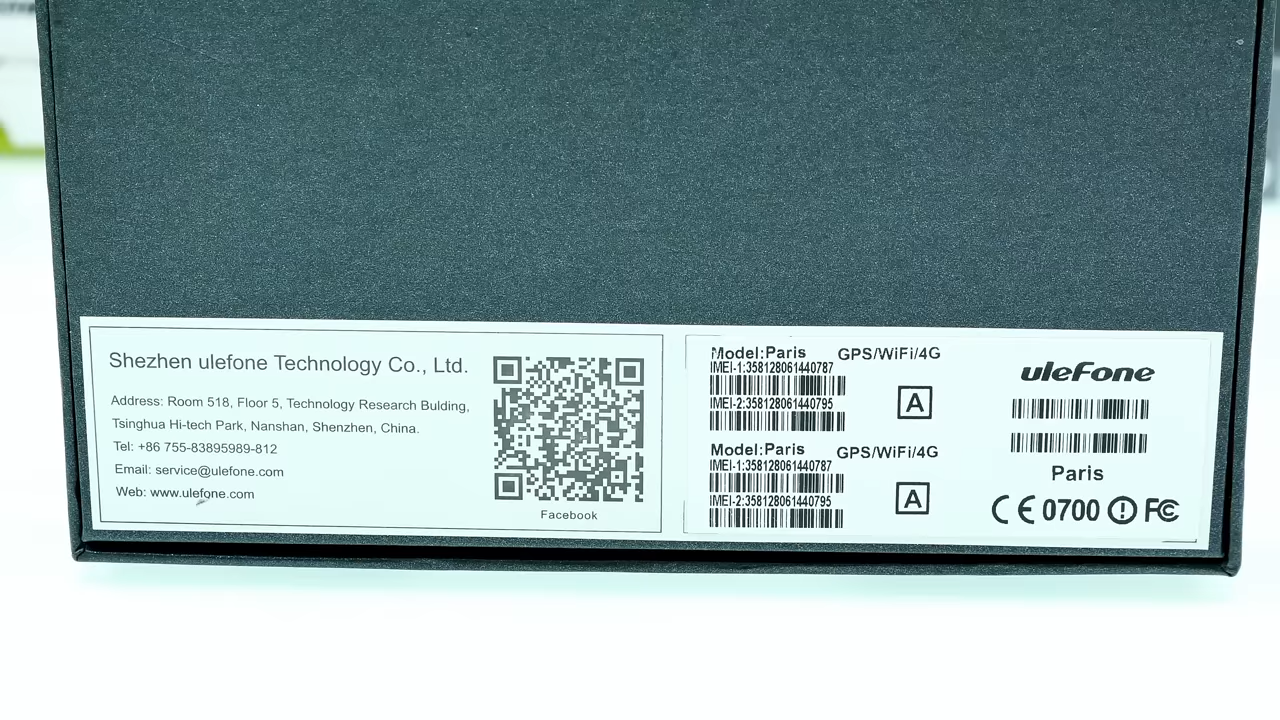 Shezhen ulefone Technology Co., Ltd.
Address: Room 518, Floor 5, Technology Research Bulding,
Tsinghua Hi-tech Park, Nanshan, Shenzhen, China.
Tel: +86 755-83895989-812
Email: service@ulefone.com
Web: www.ulefone.com
Facebook
Model:Paris GPS/WiFi/4G
IMEI-1:358128061440787
IMEI-2:358128061440795
A
Model:Paris GPS/WiFi/4G
IMEI-1:358128061440787
IMEI-2:358128061440795
A
uleFone
Paris
CE 0700 FC